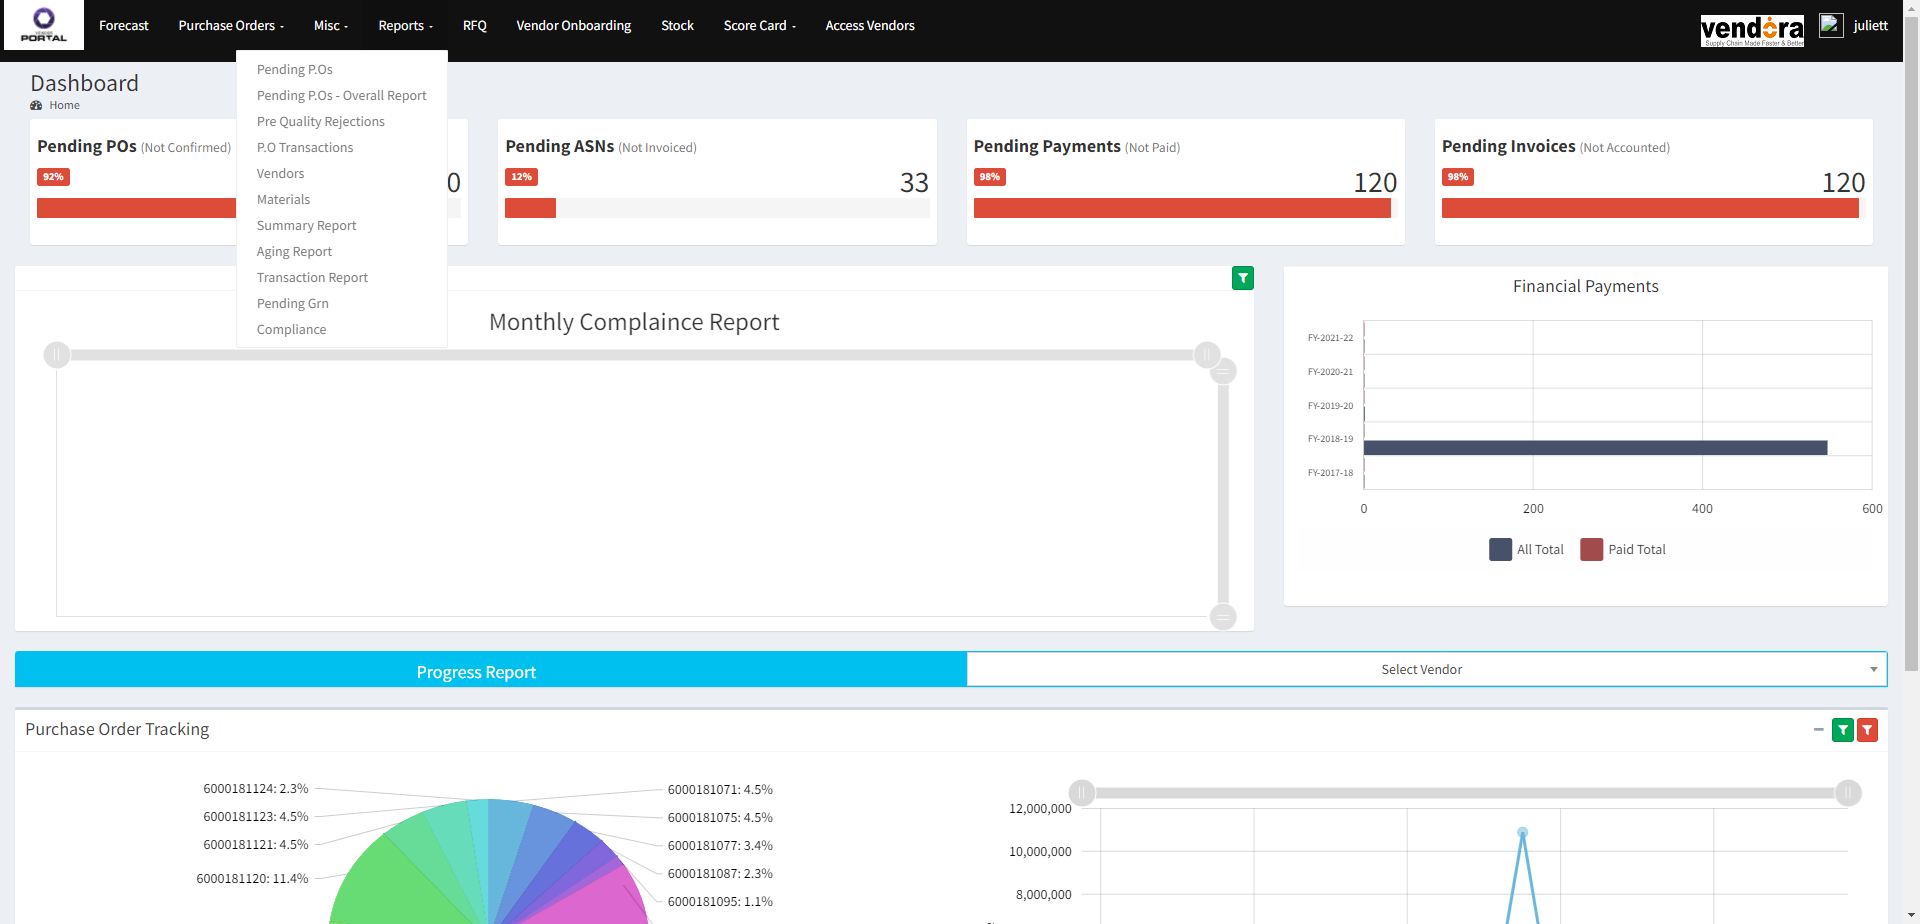 VENDOR
PORTAL
Forecast
Purchase Orders
Misc
Reports
RFQ
Vendor Onboarding
Stock
Score Card
Access Vendors
vendora
Supply Chain Made Faster & Better
juliett
Dashboard
Home
Pending P.Os
Pending P.Os - Overall Report
Pre Quality Rejections
P.O Transactions
Vendors
Materials
Summary Report
Aging Report
Transaction Report
Pending Grn
Compliance
Pending POs (Not Confirmed)
92%
0
Pending ASNs (Not Invoiced)
12%
33
Pending Payments (Not Paid)
98%
120
Pending Invoices (Not Accounted)
98%
120
Monthly Complaince Report
Financial Payments
FY-2021-22
FY-2020-21
FY-2019-20
FY-2018-19
FY-2017-18
0 200 400 600
All Total Paid Total
Progress Report
Select Vendor
Purchase Order Tracking
6000181124: 2.3%
6000181123: 4.5%
6000181121: 4.5%
6000181120: 11.4%
6000181071: 4.5%
6000181075: 4.5%
6000181077: 3.4%
6000181087: 2.3%
6000181095: 1.1%
12,000,000
10,000,000
8,000,000